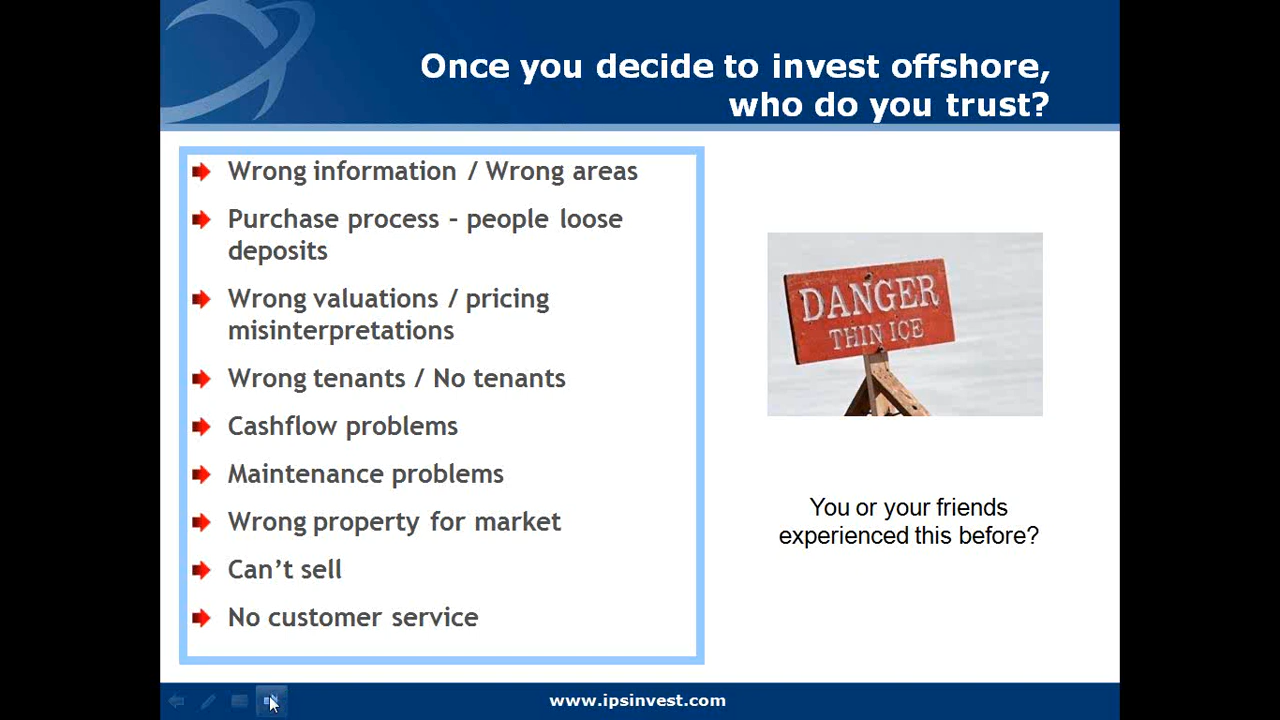 Once you decide to invest offshore,
who do you trust?
Wrong information / Wrong areas
Purchase process – people loose
deposits
Wrong valuations / pricing
misinterpretations
Wrong tenants / No tenants
Cashflow problems
Maintenance problems
Wrong property for market
Can't sell
No customer service
DANGER
THIN ICE
You or your friends
experienced this before?
www.ipsinvest.com